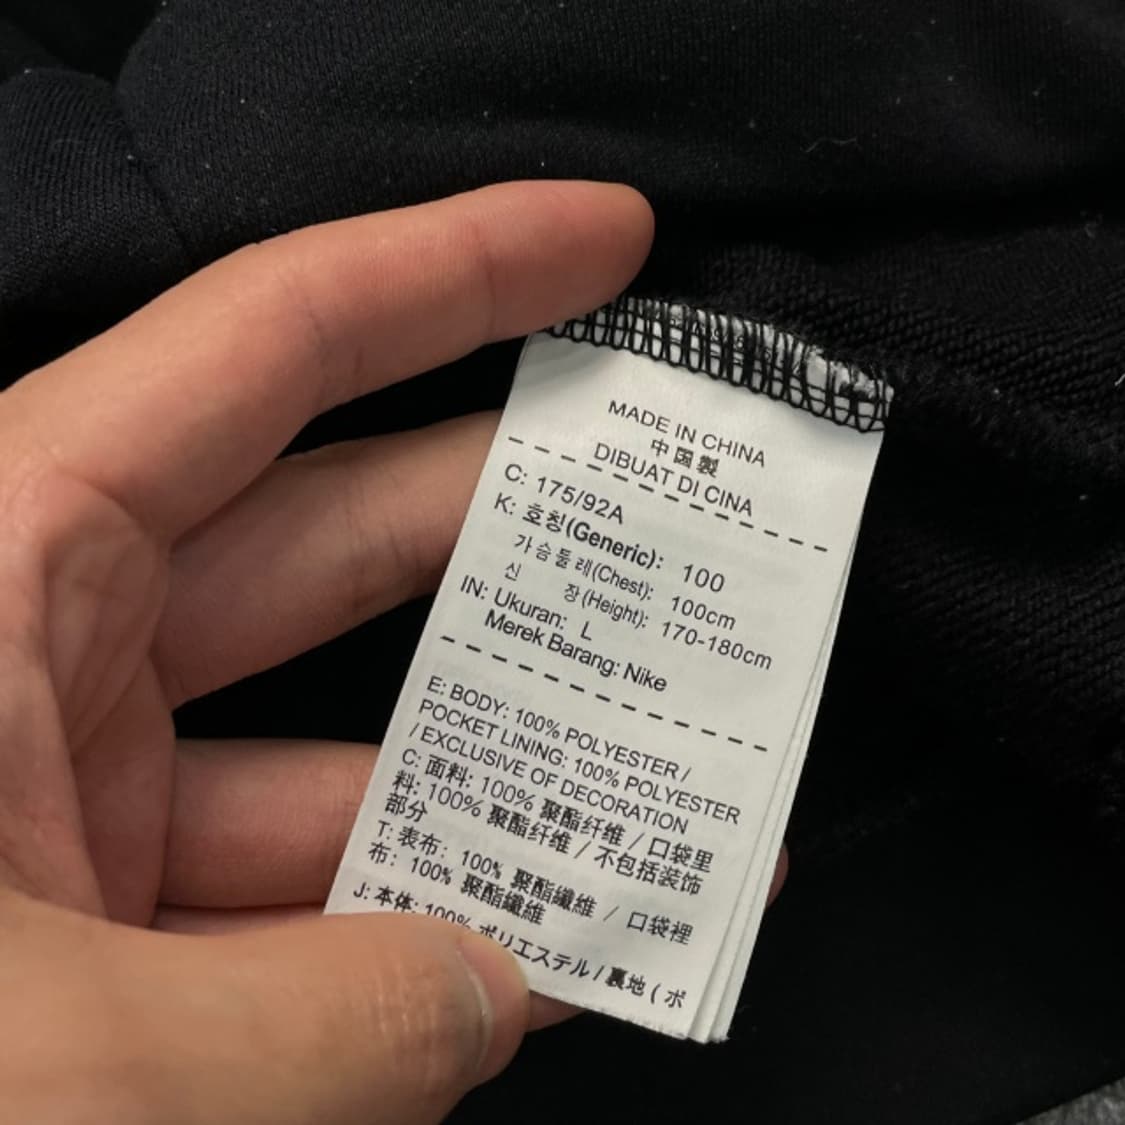 MADE IN CHINA
中国製
DIBUAT DI CINA
C: 175/92A
K: 호칭(Generic): 100
가슴둘레(Chest): 100cm
신 장(Height): 170-180cm
IN: Ukuran: L
Merek Barang: Nike
E: BODY: 100% POLYESTER /
POCKET LINING: 100% POLYESTER
/ EXCLUSIVE OF DECORATION
C: 面料: 100% 聚酯纤维 / 口袋里
料: 100% 聚酯纤维 / 不包括装饰
部分
T: 表布: 100% 聚酯纖維 / 口袋裡
布: 100% 聚酯纖維
J: 本体: 100% ポリエステル / 裏地 ( ポ